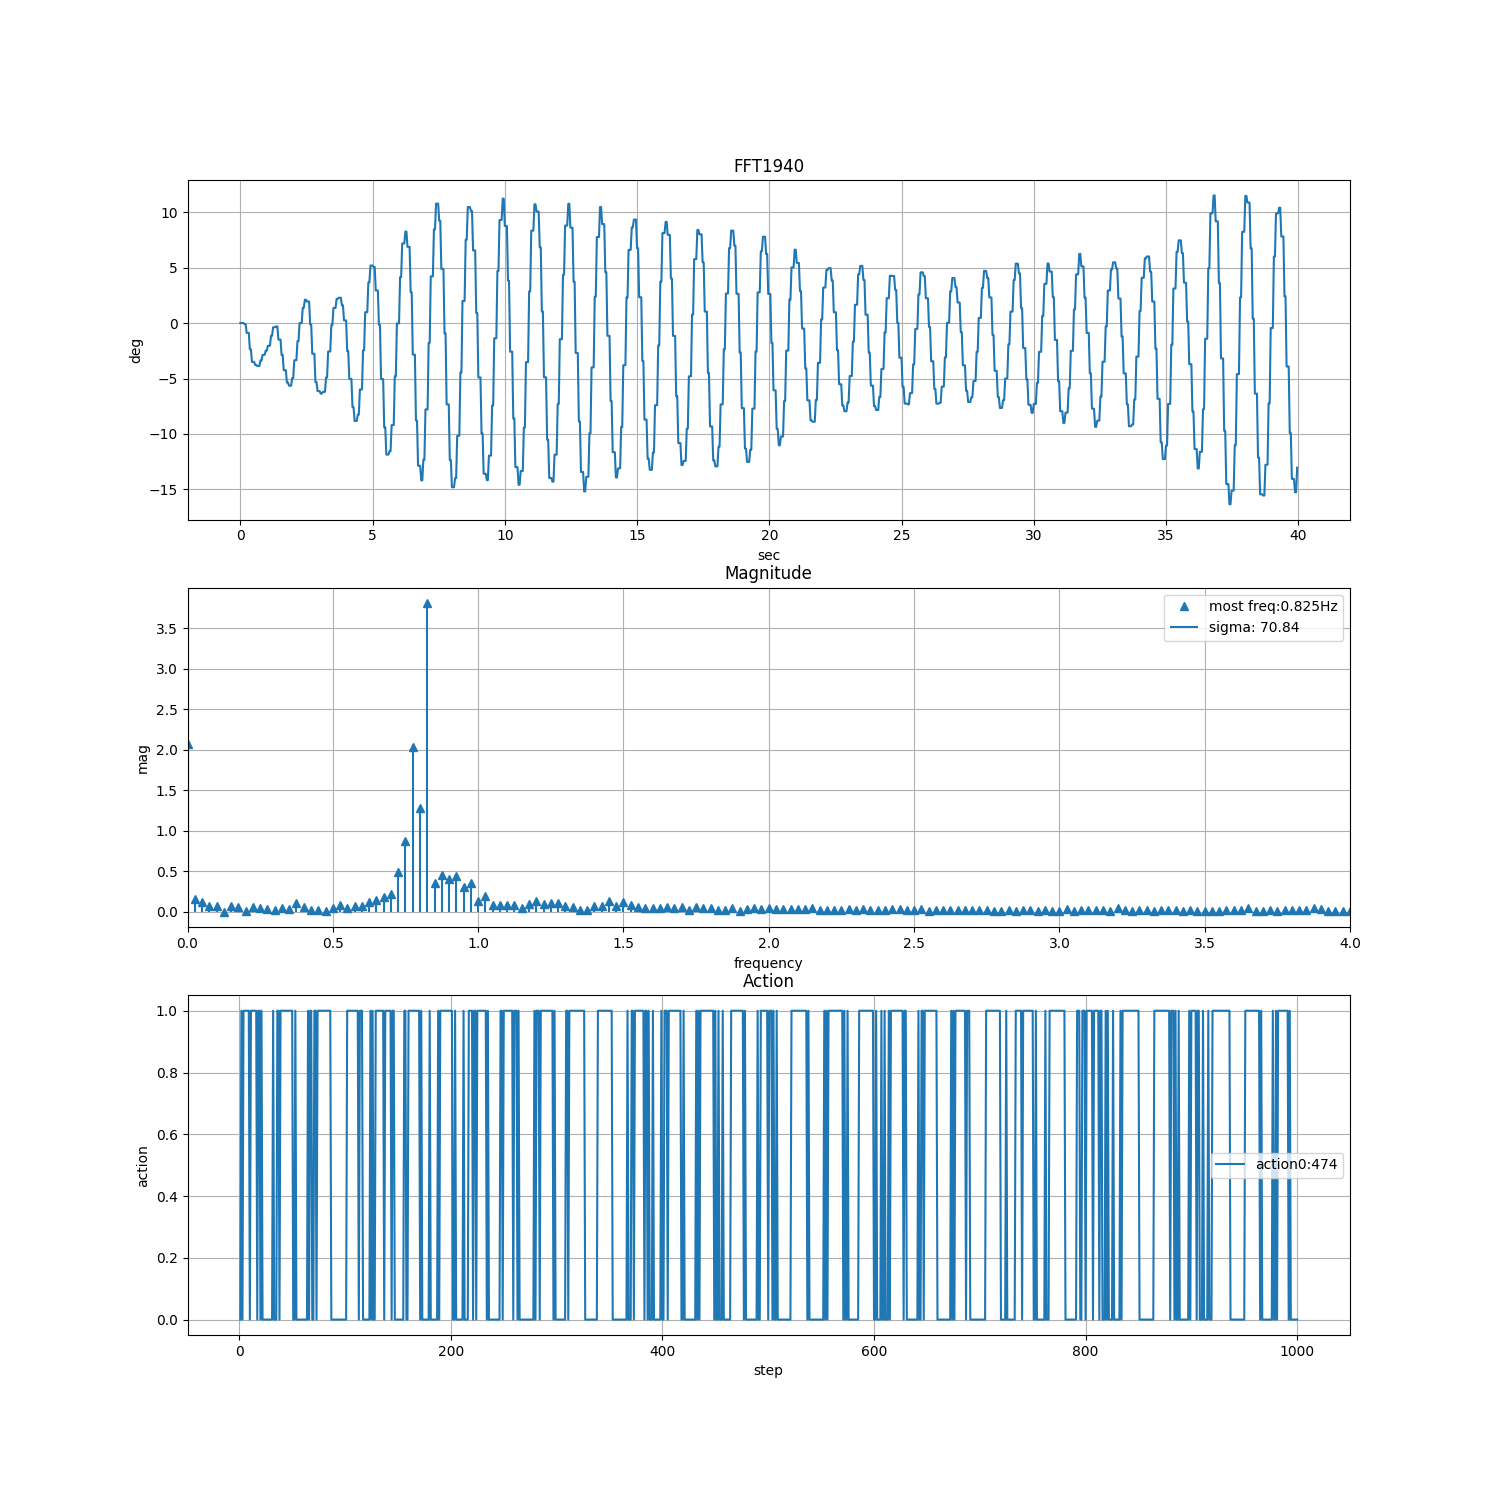 FFT1940
10
5
0
−5
−10
−15
deg
0 5 10 15 20 25 30 35 40
sec
Magnitude
most freq:0.825Hz
sigma: 70.84
3.5
3.0
2.5
2.0
1.5
1.0
0.5
0.0
mag
0.0 0.5 1.0 1.5 2.0 2.5 3.0 3.5 4.0
frequency
Action
1.0
0.8
0.6
0.4
0.2
0.0
action
action0:474
0 200 400 600 800 1000
step